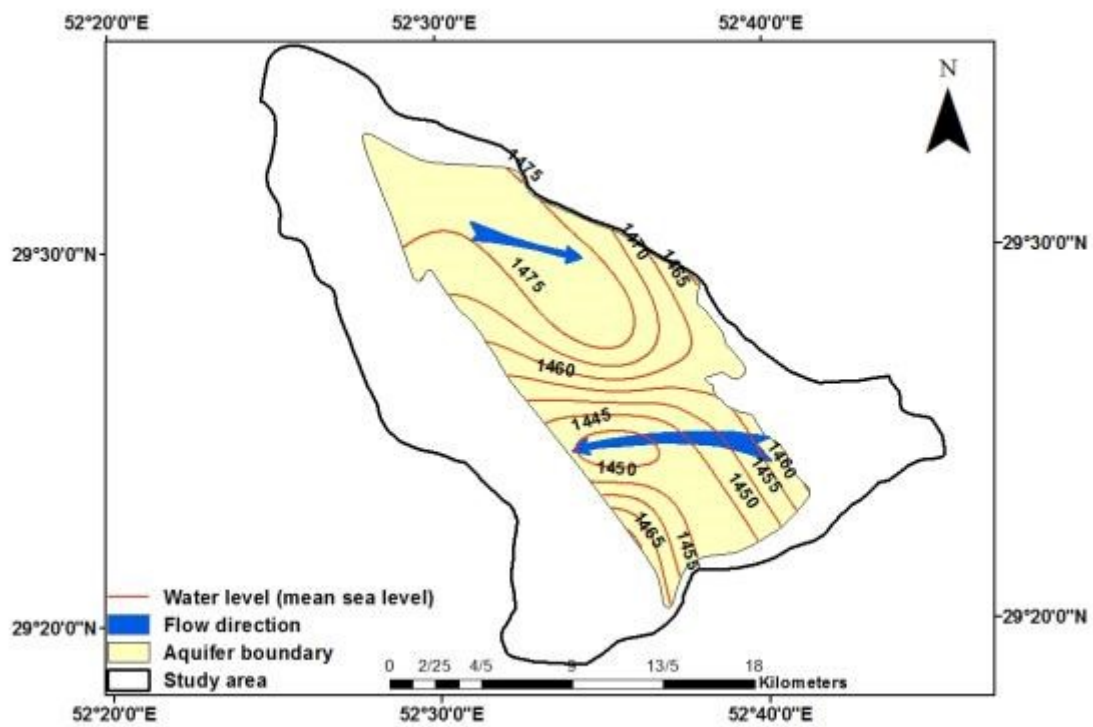 52°20'0"E 52°30'0"E 52°40'0"E
N
1475
29°30'0"N 29°30'0"N
1470
1465
1475
1460
1445
1450
1460
1455
1450
1465
1455
Water level (mean sea level)
Flow direction
Aquifer boundary
Study area
29°20'0"N 29°20'0"N
0 2/25 4/5 9 13/5 18
Kilometers
52°20'0"E 52°30'0"E 52°40'0"E